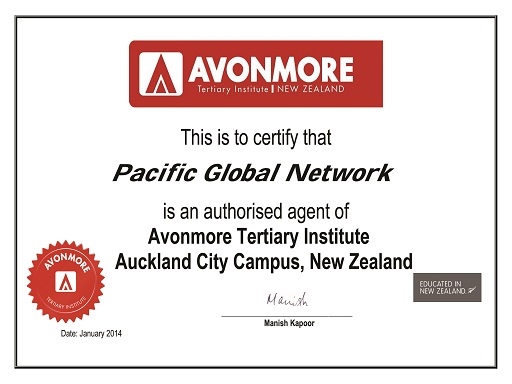 AVONMORE
Tertiary Institute | NEW ZEALAND
This is to certify that
Pacific Global Network
is an authorised agent of
Avonmore Tertiary Institute
Auckland City Campus, New Zealand
AVONMORE
TERTIARY INSTITUTE
EDUCATED IN
NEW ZEALAND
Manish
Manish Kapoor
Date: January 2014